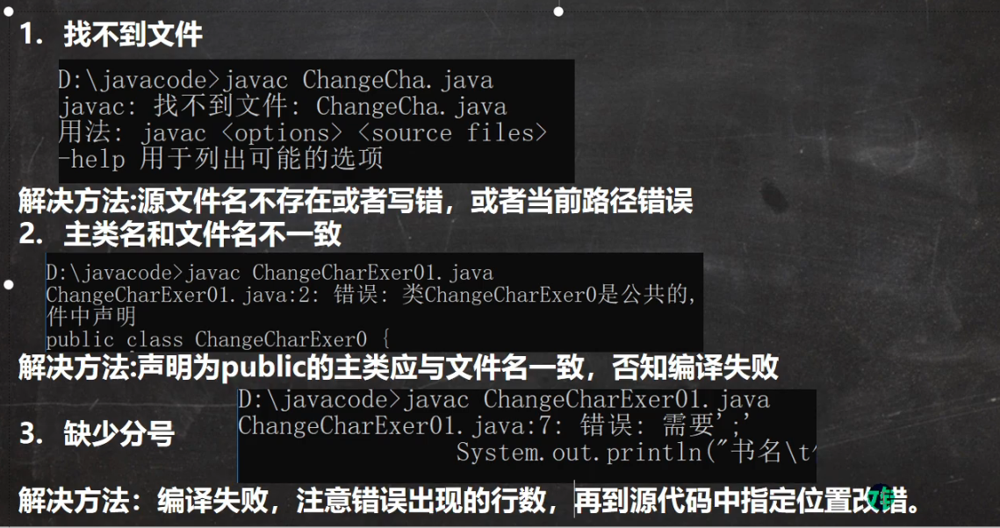 1. 找不到文件
D:\javacode>javac ChangeCha.java
javac: 找不到文件: ChangeCha.java
用法: javac <options> <source files>
-help 用于列出可能的选项
解决方法:源文件名不存在或者写错，或者当前路径错误
2. 主类名和文件名不一致
D:\javacode>javac ChangeCharExer01.java
ChangeCharExer01.java:2: 错误: 类ChangeCharExer0是公共的,
件中声明
public class ChangeCharExer0 {
解决方法:声明为public的主类应与文件名一致，否知编译失败
D:\javacode>javac ChangeCharExer01.java
ChangeCharExer01.java:7: 错误: 需要';'
3. 缺少分号
System.out.println("书名\t
解决方法：编译失败，注意错误出现的行数，再到源代码中指定位置改错。